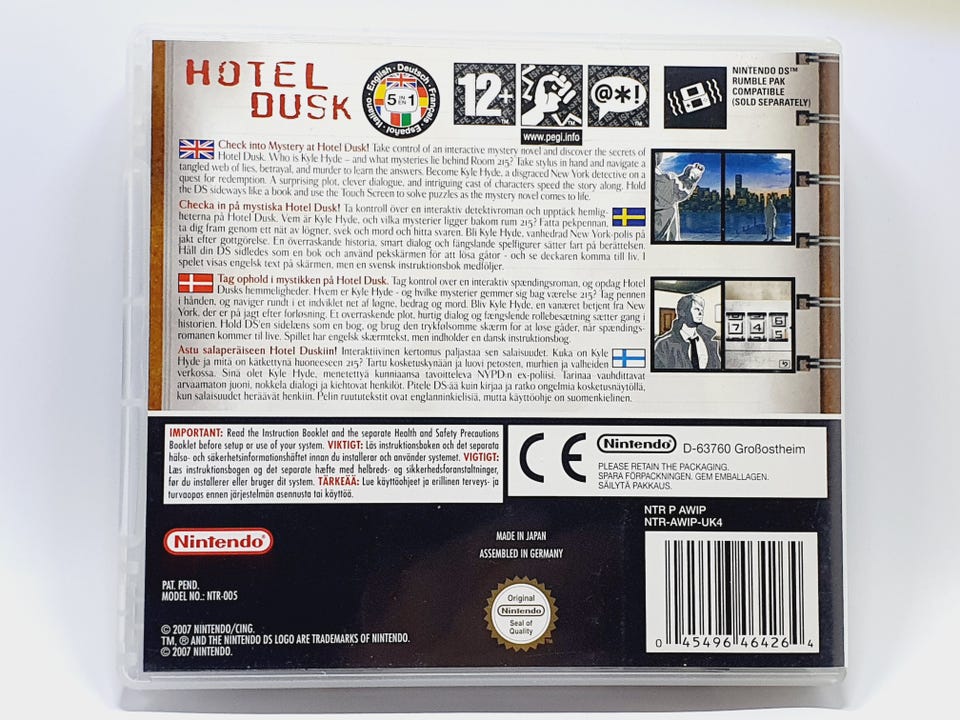 HOTEL
DUSK
English · Deutsch · Français · Español · Italiano
5 IN EN 1
12+
www.pegi.info
@*!
NINTENDO DS™
RUMBLE PAK
COMPATIBLE
(SOLD SEPARATELY)
Check into Mystery at Hotel Dusk! Take control of an interactive mystery novel and discover the secrets of
Hotel Dusk. Who is Kyle Hyde – and what mysteries lie behind Room 215? Take stylus in hand and navigate a
tangled web of lies, betrayal, and murder to learn the answers. Become Kyle Hyde, a disgraced New York detective on a
quest for redemption. A surprising plot, clever dialogue, and intriguing cast of characters speed the story along. Hold
the DS sideways like a book and use the Touch Screen to solve puzzles as the mystery novel comes to life.
Checka in på mystiska Hotel Dusk! Ta kontroll över en interaktiv detektivroman och upptäck hemlig-
heterna på Hotel Dusk. Vem är Kyle Hyde, och vilka mysterier ligger bakom rum 215? Fatta pekpennan,
ta dig fram genom ett nät av lögner, svek och mord och hitta svaren. Bli Kyle Hyde, vanhedrad New York-polis på
jakt efter gottgörelse. En överraskande historia, smart dialog och fängslande spelfigurer sätter fart på berättelsen.
Håll din DS sidledes som en bok och använd pekskärmen för att lösa gåtor - och se deckaren komma till liv. I
spelet visas engelsk text på skärmen, men en svensk instruktionsbok medföljer.
Tag ophold i mystikken på Hotel Dusk. Tag kontrol over en interaktiv spændingsroman, og opdag Hotel
Dusks hemmeligheder. Hvem er Kyle Hyde - og hvilke mysterier gemmer sig bag værelse 215? Tag pennen
i hånden, og naviger rundt i et indviklet net af løgne, bedrag og mord. Bliv Kyle Hyde, en vanæret betjent fra New
York, der er på jagt efter forløsning. Et overraskende plot, hurtig dialog og fængslende rollebesætning sætter gang i
historien. Hold DS'en sidelæns som en bog, og brug den trykfølsomme skærm for at løse gåder, når spændings-
romanen kommer til live. Spillet har engelsk skærmtekst, men indholder en dansk instruktionsbog.
Astu salaperäiseen Hotel Duskiin! Interaktiivinen kertomus paljastaa sen salaisuudet. Kuka on Kyle
Hyde ja mitä on kätkettynä huoneeseen 215? Tartu kosketuskynään ja luovi petosten, murhien ja valheiden
verkossa. Sinä olet Kyle Hyde, menetettyä kunniaansa tavoitteleva NYPD:n ex-poliisi. Tarinaa vauhdittavat
arvaamaton juoni, nokkela dialogi ja kiehtovat henkilöt. Pitele DS-ää kuin kirjaa ja ratko ongelmia kosketusnäytöllä,
kun salaisuudet heräävät henkiin. Pelin ruututekstit ovat englanninkielisiä, mutta käyttöohje on suomenkielinen.
7 4 5
IMPORTANT: Read the Instruction Booklet and the separate Health and Safety Precautions
Booklet before setup or use of your system. VIKTIGT: Läs instruktionsboken och det separata
hälso- och säkerhetsinformationshäftet innan du installerar och använder systemet. VIGTIGT:
Læs instruktionsbogen og det separate hæfte med helbreds- og sikkerhedsforanstaltninger,
før du installerer eller bruger dit system. TÄRKEÄÄ: Lue käyttöohjeet ja erillinen terveys- ja
turvaopas ennen järjestelmän asennusta tai käyttöä.
CE
Nintendo® D-63760 Großostheim
PLEASE RETAIN THE PACKAGING.
SPARA FÖRPACKNINGEN. GEM EMBALLAGEN.
SÄILYTÄ PAKKAUS.
NTR P AWIP
NTR-AWIP-UK4
Nintendo®
MADE IN JAPAN
ASSEMBLED IN GERMANY
PAT. PEND.
MODEL NO.: NTR-005
Original
Nintendo
Seal of
Quality
TM
© 2007 NINTENDO/CING.
TM, ® AND THE NINTENDO DS LOGO ARE TRADEMARKS OF NINTENDO.
© 2007 NINTENDO.
0 45496 46426 4